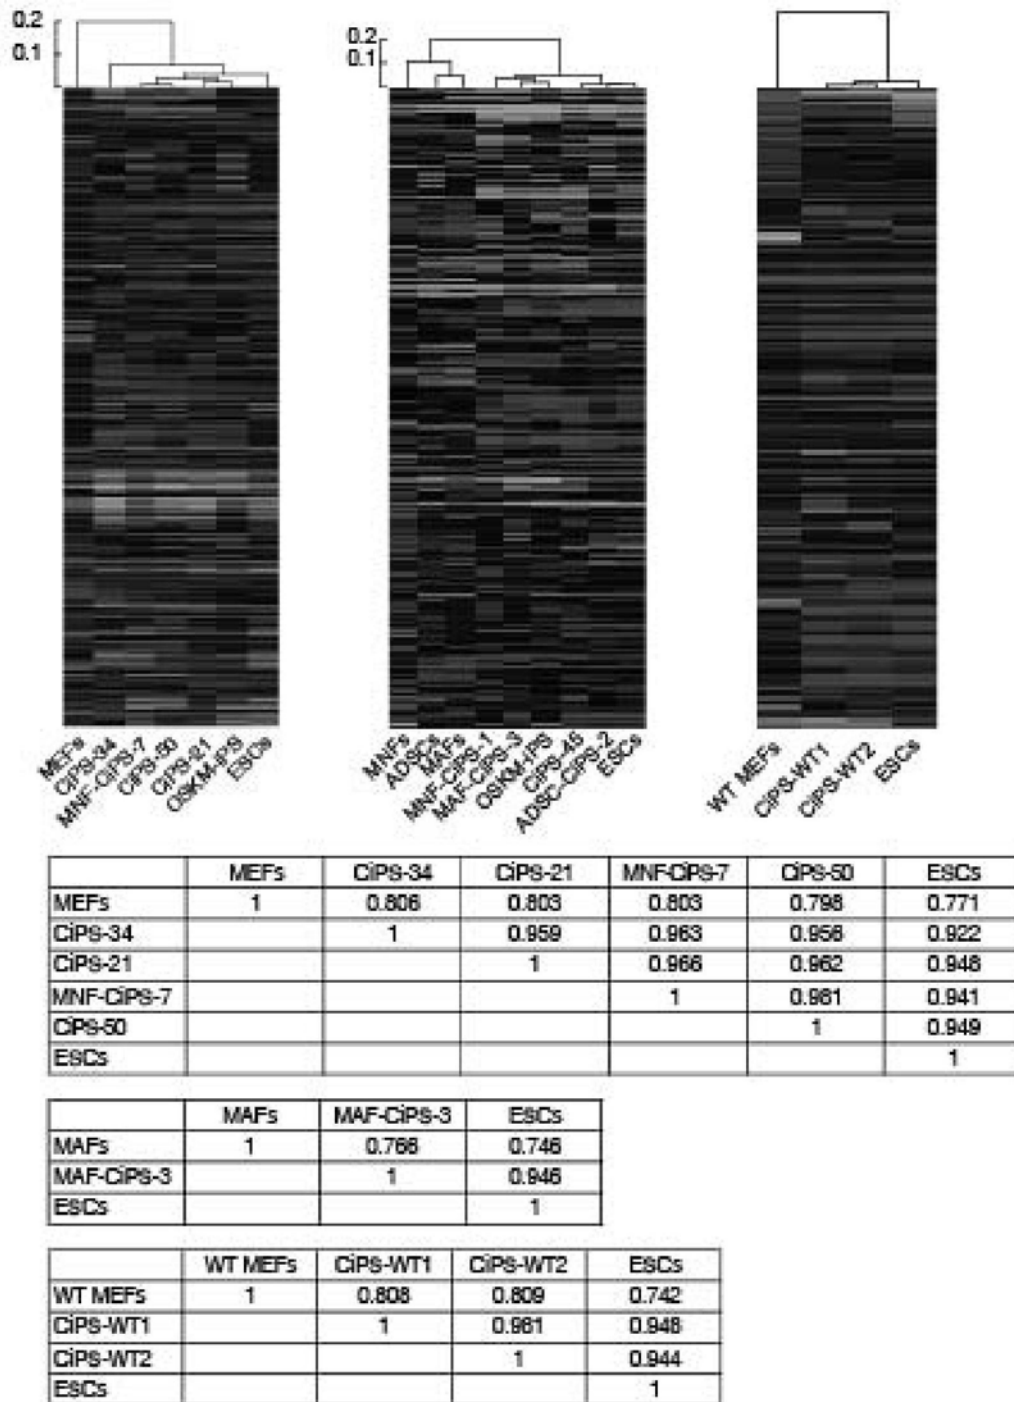 0.2
0.1
0.2
0.1
MEFs CiPS-34 MNF-CiPS-7 CiPS-50 CiPS-21 OSKM-iPS ESCs
MNFs ADSCs MAFs MNF-CiPS-1 MAF-CiPS-3 OSKM-iPS CiPS-45 ADSC-CiPS-2 ESCs
WT MEFs CiPS-WT1 CiPS-WT2 ESCs
MEFs CiPS-34 CiPS-21 MNF-CiPS-7 CiPS-50 ESCs
MEFs 1 0.806 0.803 0.803 0.798 0.771
CiPS-34 1 0.959 0.963 0.956 0.922
CiPS-21 1 0.966 0.962 0.948
MNF-CiPS-7 1 0.981 0.941
CiPS-50 1 0.949
ESCs 1
MAFs MAF-CiPS-3 ESCs
MAFs 1 0.766 0.746
MAF-CiPS-3 1 0.946
ESCs 1
WT MEFs CiPS-WT1 CiPS-WT2 ESCs
WT MEFs 1 0.808 0.809 0.742
CiPS-WT1 1 0.981 0.948
CiPS-WT2 1 0.944
ESCs 1